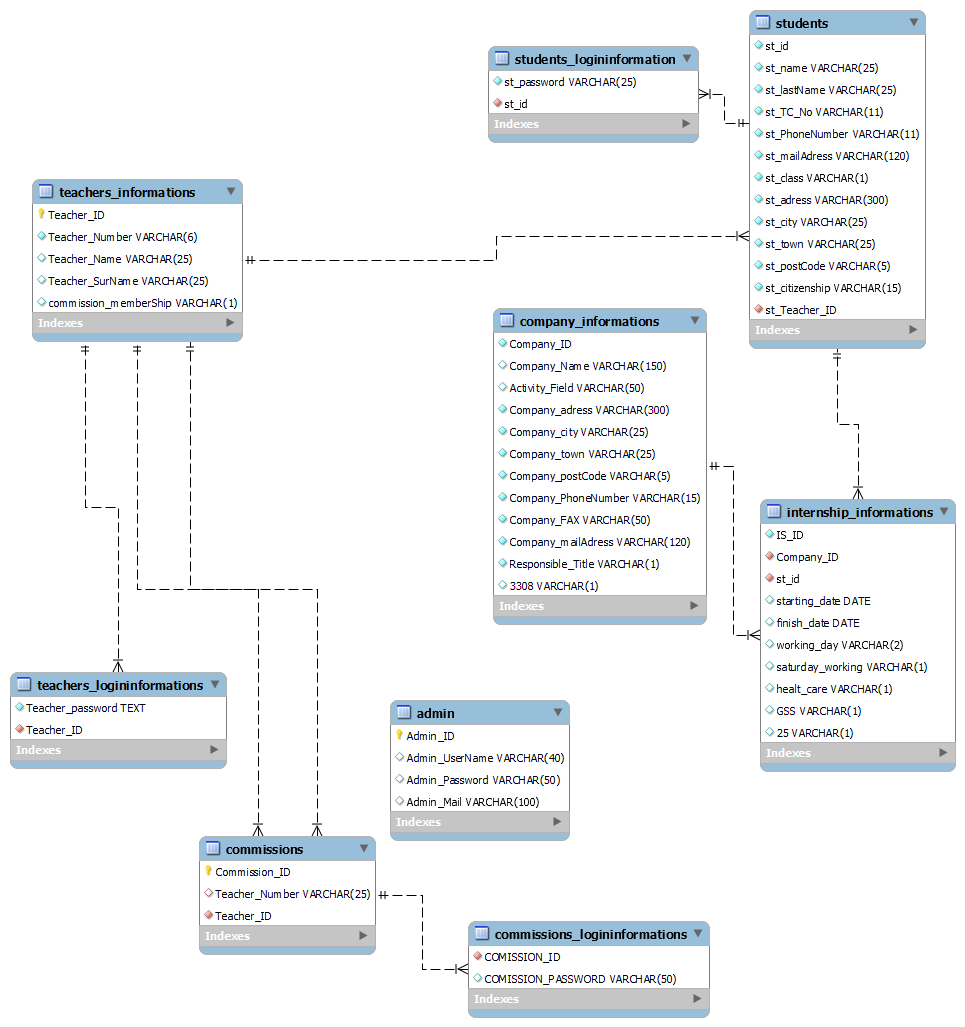 students
st_id
st_name VARCHAR(25)
st_lastName VARCHAR(25)
st_TC_No VARCHAR(11)
st_PhoneNumber VARCHAR(11)
st_mailAdress VARCHAR(120)
st_class VARCHAR(1)
st_adress VARCHAR(300)
st_city VARCHAR(25)
st_town VARCHAR(25)
st_postCode VARCHAR(5)
st_citizenship VARCHAR(15)
st_Teacher_ID
Indexes
students_logininformation
st_password VARCHAR(25)
st_id
Indexes
teachers_informations
Teacher_ID
Teacher_Number VARCHAR(6)
Teacher_Name VARCHAR(25)
Teacher_SurName VARCHAR(25)
commission_memberShip VARCHAR(1)
Indexes
company_informations
Company_ID
Company_Name VARCHAR(150)
Activity_Field VARCHAR(50)
Company_adress VARCHAR(300)
Company_city VARCHAR(25)
Company_town VARCHAR(25)
Company_postCode VARCHAR(5)
Company_PhoneNumber VARCHAR(15)
Company_FAX VARCHAR(50)
Company_mailAdress VARCHAR(120)
Responsible_Title VARCHAR(1)
3308 VARCHAR(1)
Indexes
internship_informations
IS_ID
Company_ID
st_id
starting_date DATE
finish_date DATE
working_day VARCHAR(2)
saturday_working VARCHAR(1)
healt_care VARCHAR(1)
GSS VARCHAR(1)
25 VARCHAR(1)
Indexes
teachers_logininformations
Teacher_password TEXT
Teacher_ID
Indexes
admin
Admin_ID
Admin_UserName VARCHAR(40)
Admin_Password VARCHAR(50)
Admin_Mail VARCHAR(100)
Indexes
commissions
Commission_ID
Teacher_Number VARCHAR(25)
Teacher_ID
Indexes
commissions_logininformations
COMISSION_ID
COMISSION_PASSWORD VARCHAR(50)
Indexes